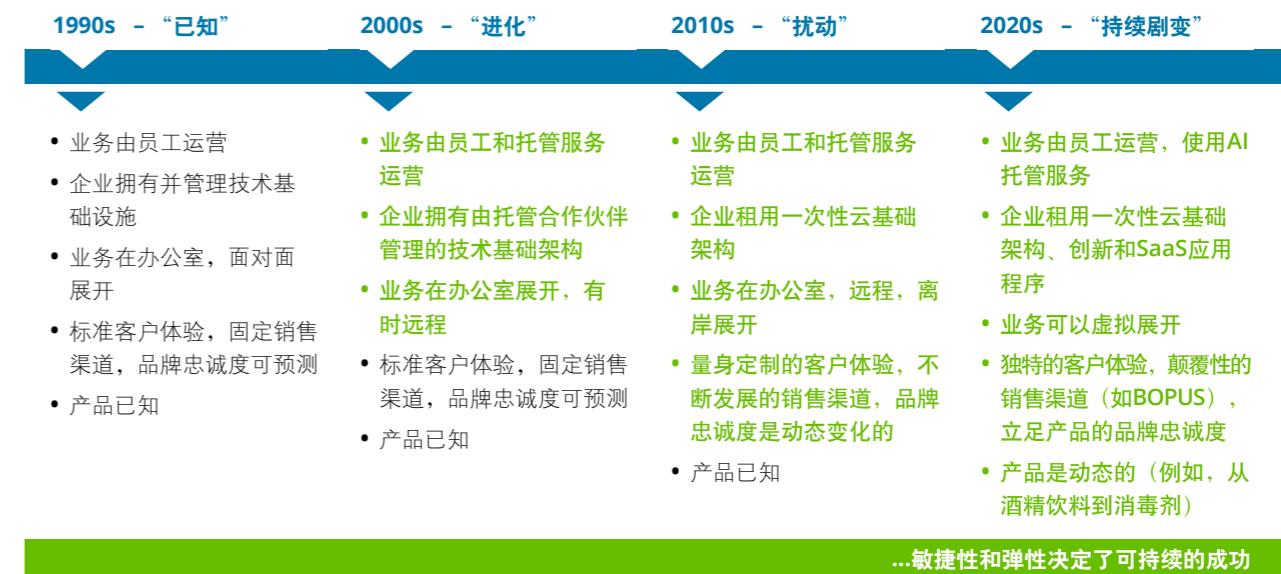 1990s – “已知”
• 业务由员工运营
• 企业拥有并管理技术基
础设施
• 业务在办公室，面对面
展开
• 标准客户体验，固定销售
渠道，品牌忠诚度可预测
• 产品已知
2000s – “进化”
• 业务由员工和托管服务
运营
• 企业拥有由托管合作伙伴
管理的技术基础架构
• 业务在办公室展开，有
时远程
• 标准客户体验，固定销售
渠道，品牌忠诚度可预测
• 产品已知
2010s – “扰动”
• 业务由员工和托管服务
运营
• 企业租用一次性云基础
架构
• 业务在办公室，远程，离
岸展开
• 量身定制的客户体验，不
断发展的销售渠道，品牌
忠诚度是动态变化的
• 产品已知
2020s – “持续剧变”
• 业务由员工运营，使用AI
托管服务
• 企业租用一次性云基础
架构、创新和SaaS应用
程序
• 业务可以虚拟展开
• 独特的客户体验，颠覆性的
销售渠道（如BOPUS），
立足产品的品牌忠诚度
• 产品是动态的（例如，从
酒精饮料到消毒剂）
...敏捷性和弹性决定了可持续的成功